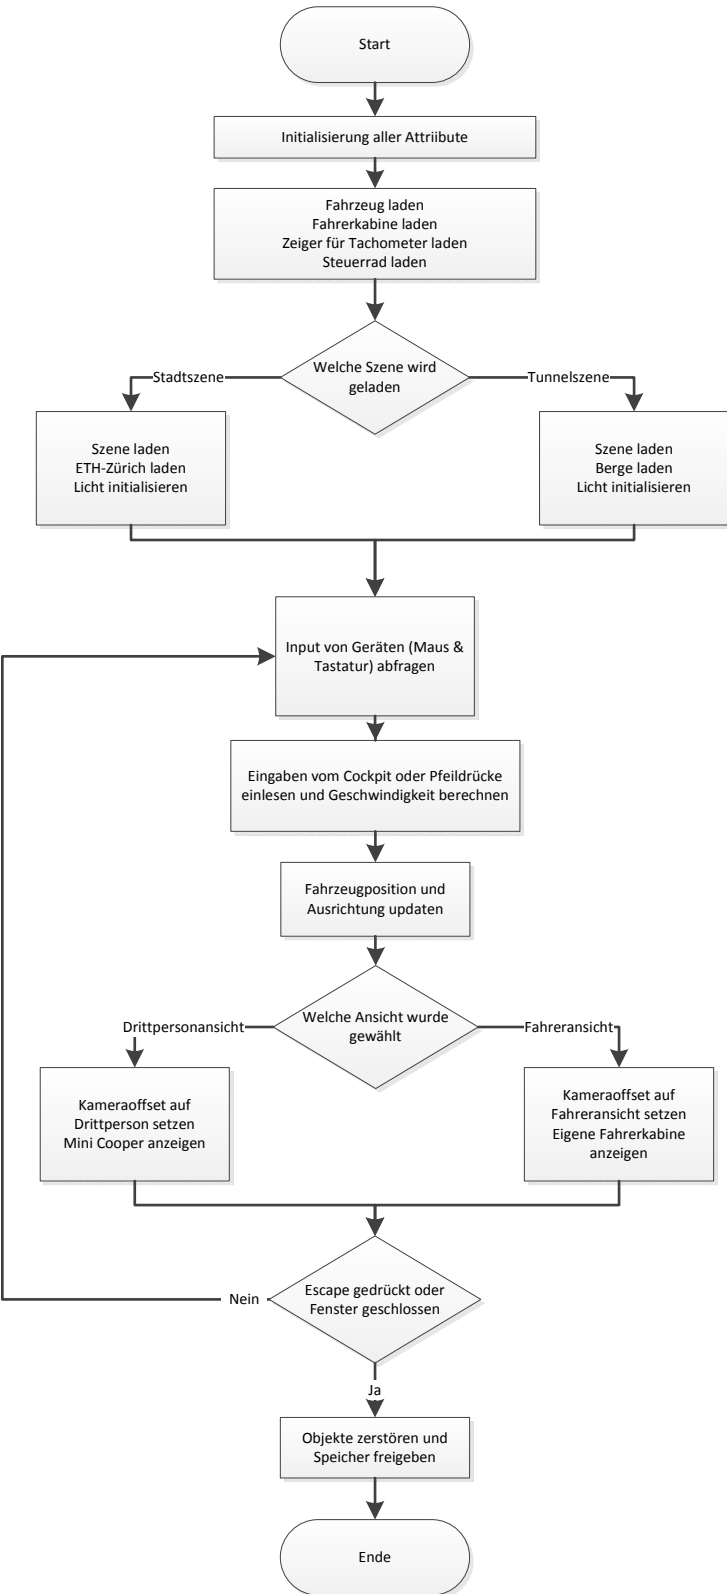 Start
Initialisierung aller Attriibute
Fahrzeug laden
Fahrerkabine laden
Zeiger für Tachometer laden
Steuerrad laden
Welche Szene wird
geladen
Stadtszene
Tunnelszene
Szene laden
ETH-Zürich laden
Licht initialisieren
Szene laden
Berge laden
Licht initialisieren
Input von Geräten (Maus &
Tastatur) abfragen
Eingaben vom Cockpit oder Pfeildrücke
einlesen und Geschwindigkeit berechnen
Fahrzeugposition und
Ausrichtung updaten
Welche Ansicht wurde
gewählt
Drittpersonansicht
Fahreransicht
Kameraoffset auf
Drittperson setzen
Mini Cooper anzeigen
Kameraoffset auf
Fahreransicht setzen
Eigene Fahrerkabine
anzeigen
Escape gedrückt oder
Fenster geschlossen
Nein
Ja
Objekte zerstören und
Speicher freigeben
Ende